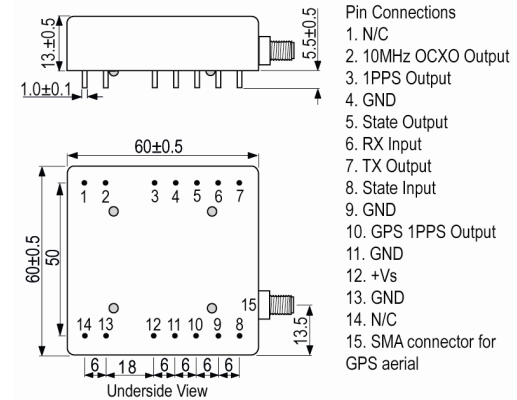 13.±0.5
5.5±0.5
1.0±0.1
60±0.5
1 2 3 4 5 6 7
60±0.5
50
15
14 13 12 11 10 9 8
13.5
6 18 6 6 6 6
Underside View
Pin Connections
1. N/C
2. 10MHz OCXO Output
3. 1PPS Output
4. GND
5. State Output
6. RX Input
7. TX Output
8. State Input
9. GND
10. GPS 1PPS Output
11. GND
12. +Vs
13. GND
14. N/C
15. SMA connector for
GPS aerial